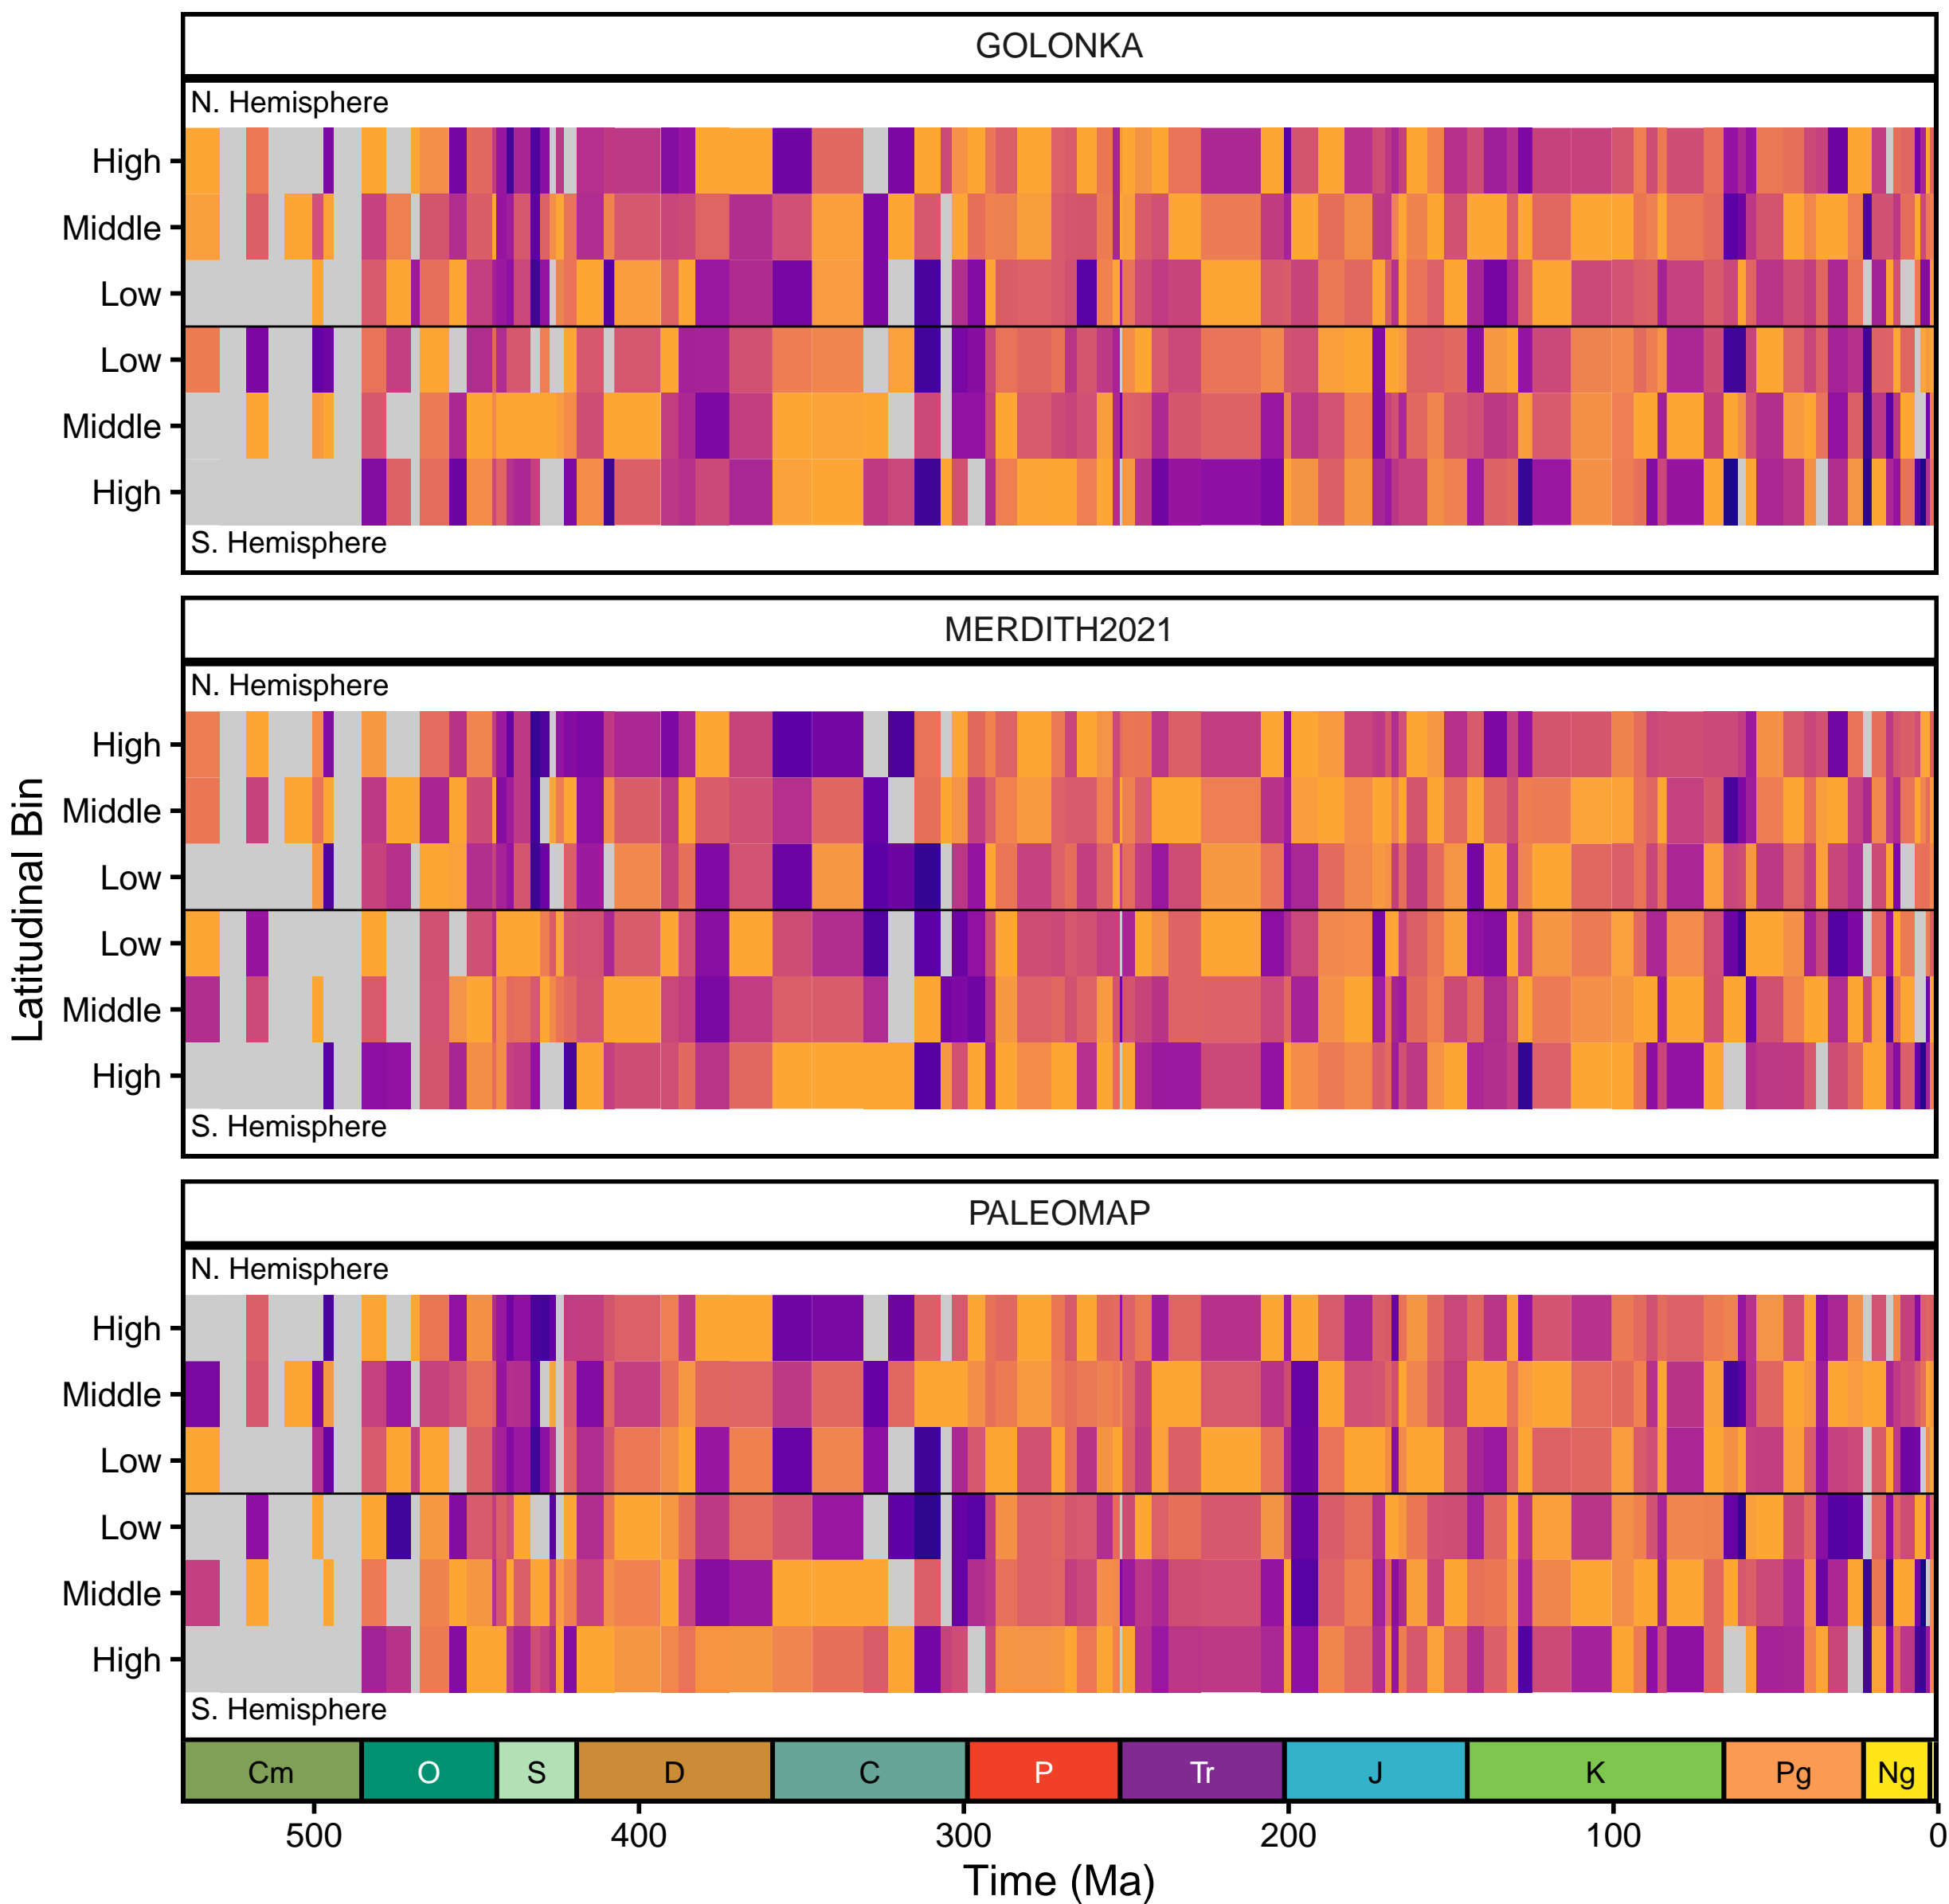 GOLONKA
N. Hemisphere
High
Middle
Low
Low
Middle
High
S. Hemisphere
MERDITH2021
N. Hemisphere
High
Middle
Low
Low
Middle
High
S. Hemisphere
Latitudinal Bin
PALEOMAP
N. Hemisphere
High
Middle
Low
Low
Middle
High
S. Hemisphere
Cm O S D C P Tr J K Pg Ng
500 400 300 200 100 0
Time (Ma)